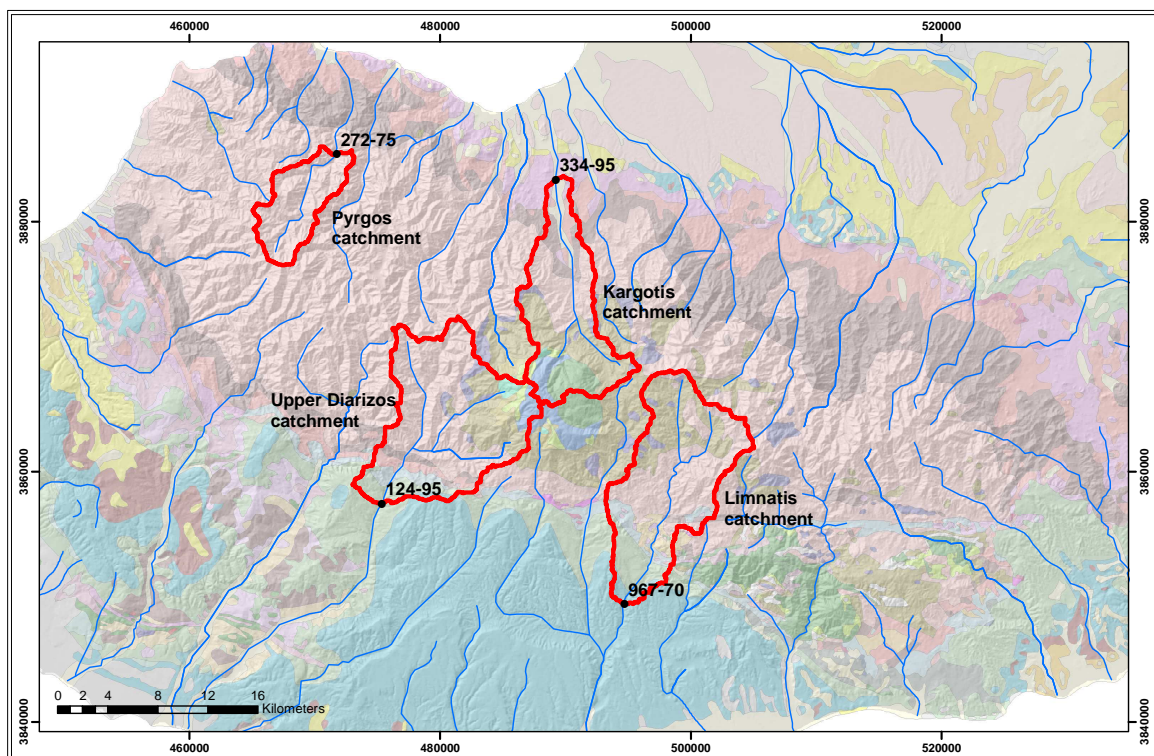 460000 480000 500000 520000
272-75
334-95
3880000 3880000
Pyrgos
catchment
Kargotis
catchment
Upper Diarizos
catchment
3860000 3860000
124-95
Limnatis
catchment
967-70
0 2 4 8 12 16
Kilometers
3840000 3840000
460000 480000 500000 520000